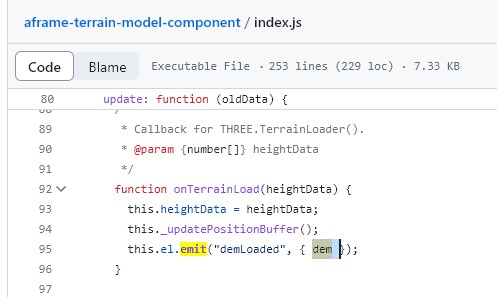 aframe-terrain-model-component / index.js
Code Blame Executable File · 253 lines (229 loc) · 7.33 KB
80 update: function (oldData) {
89 * Callback for THREE.TerrainLoader().
90 * @param {number[]} heightData
91 */
92 function onTerrainLoad(heightData) {
93 this.heightData = heightData;
94 this._updatePositionBuffer();
95 this.el.emit("demLoaded", { dem });
96 }
97